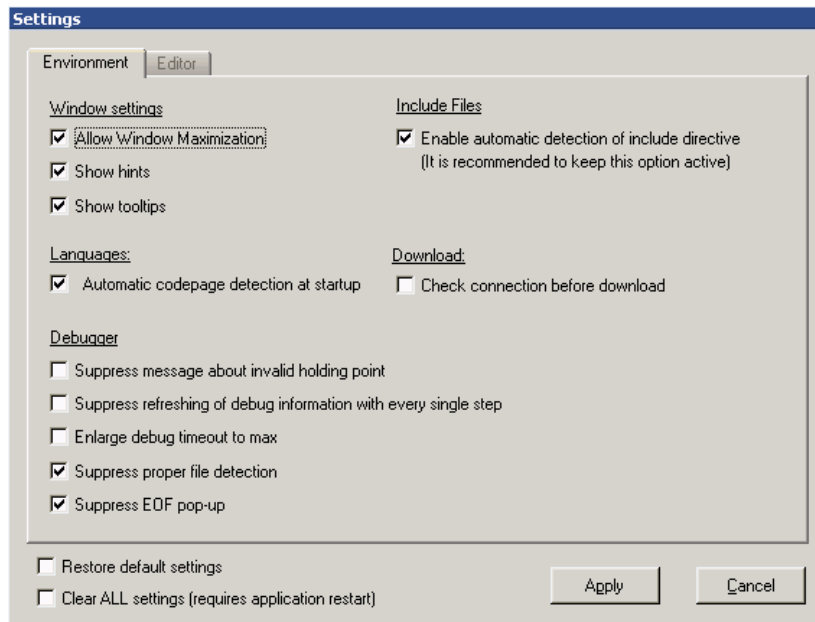 Settings
Environment
Editor
Window settings
Allow Window Maximization
Show hints
Show tooltips
Include Files
Enable automatic detection of include directive
(It is recommended to keep this option active)
Languages:
Automatic codepage detection at startup
Download:
Check connection before download
Debugger
Suppress message about invalid holding point
Suppress refreshing of debug information with every single step
Enlarge debug timeout to max
Suppress proper file detection
Suppress EOF pop-up
Restore default settings
Clear ALL settings (requires application restart)
Apply
Cancel